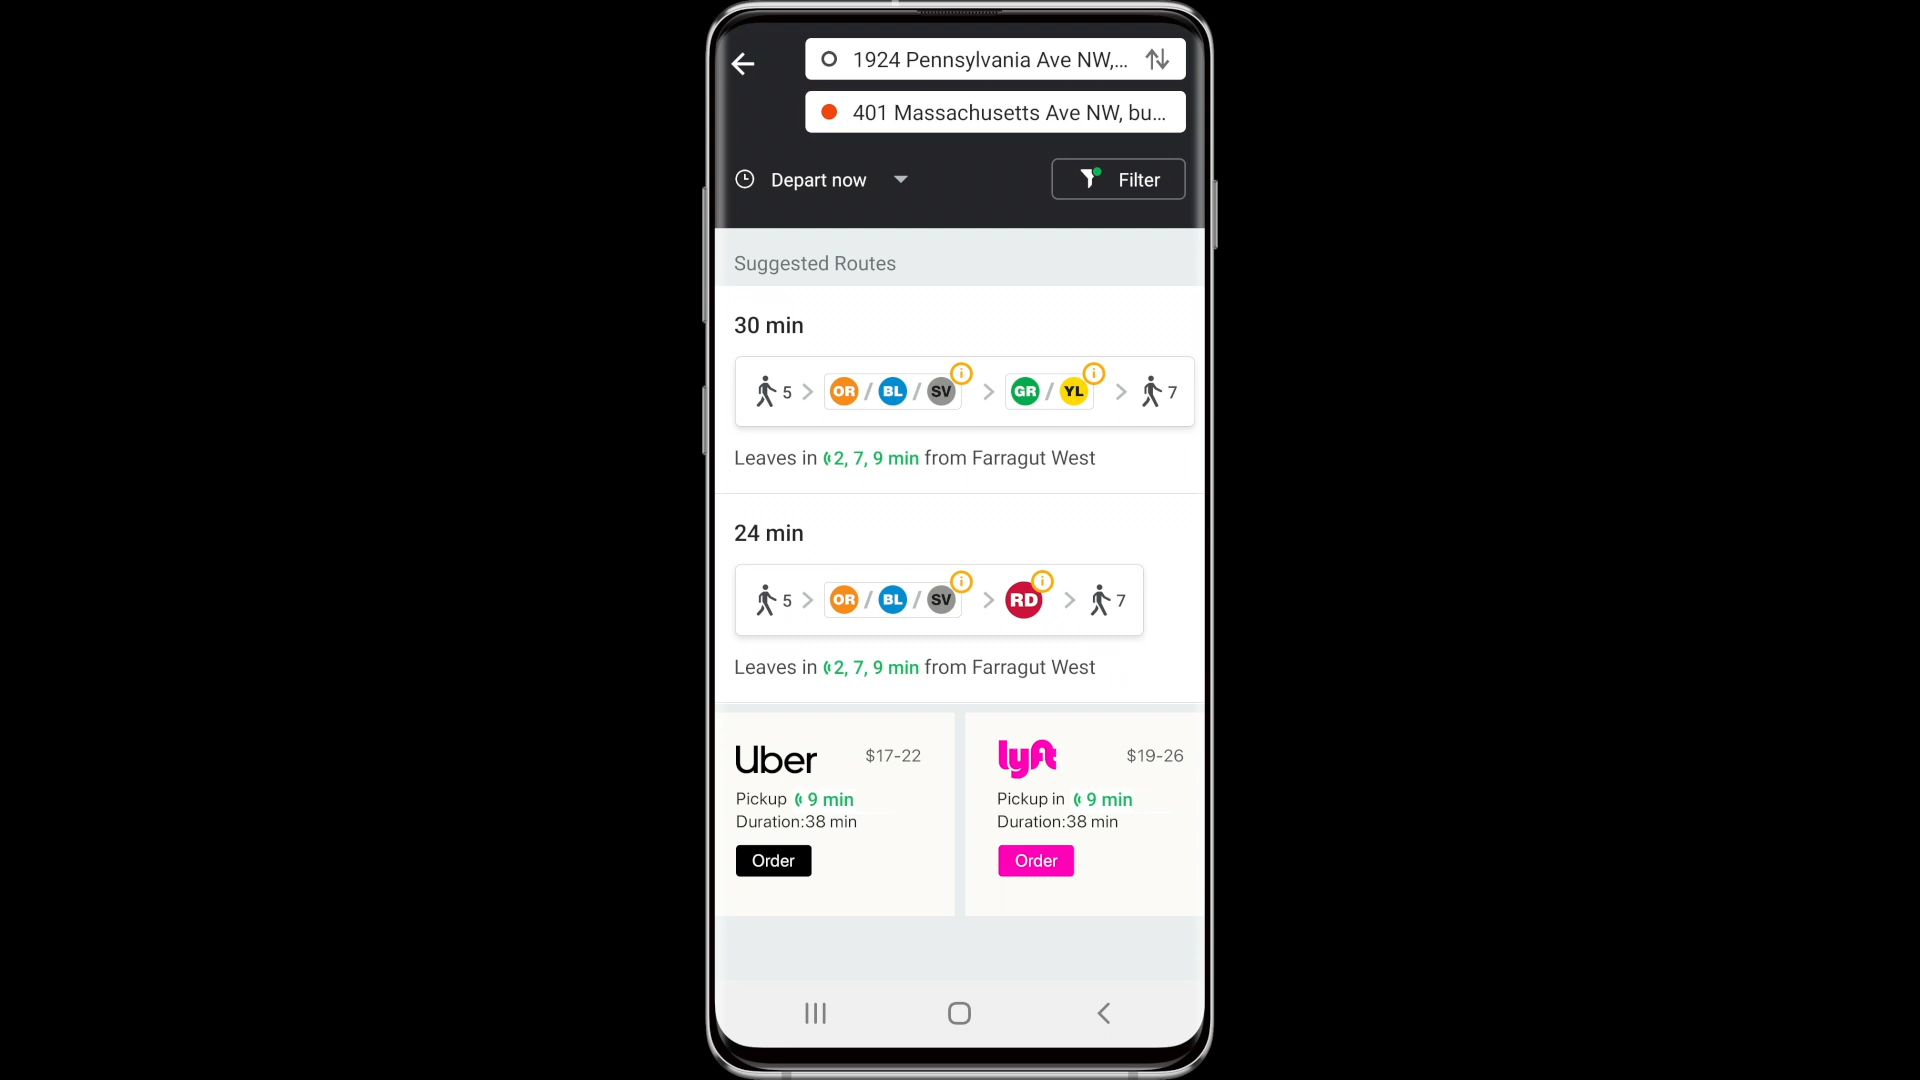 1924 Pennsylvania Ave NW,...
401 Massachusetts Ave NW, bu...
Depart now
Filter
Suggested Routes
30 min
5 OR / BL / SV i GR / YL i 7
Leaves in 2, 7, 9 min from Farragut West
24 min
5 OR / BL / SV i RD i 7
Leaves in 2, 7, 9 min from Farragut West
Uber $17-22
Pickup 9 min
Duration:38 min
Order
lyft $19-26
Pickup in 9 min
Duration:38 min
Order